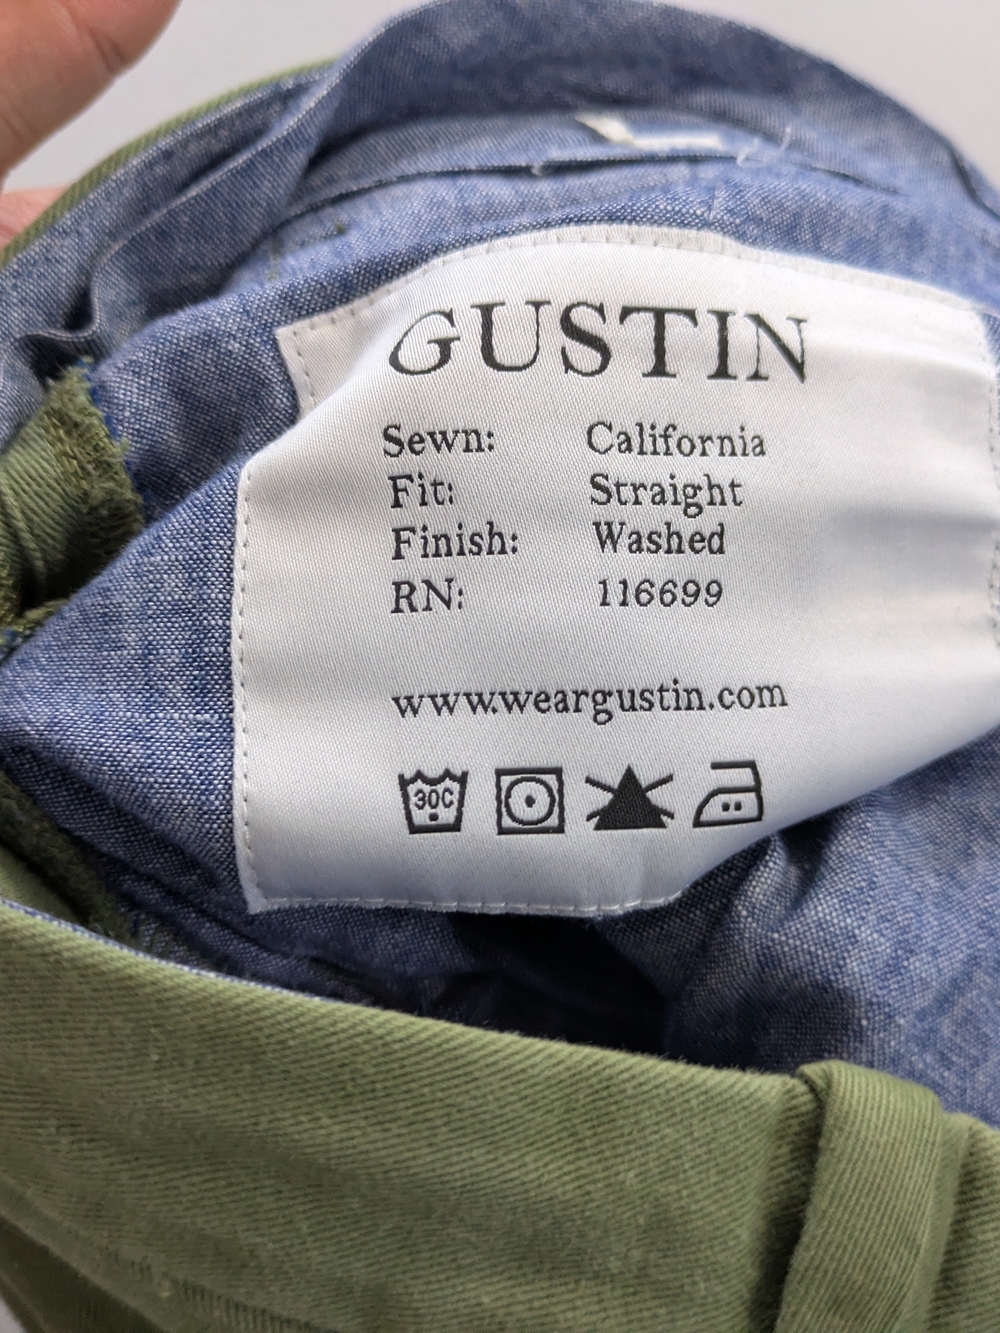 GUSTIN
Sewn: California
Fit: Straight
Finish: Washed
RN: 116699
www.weargustin.com
30C